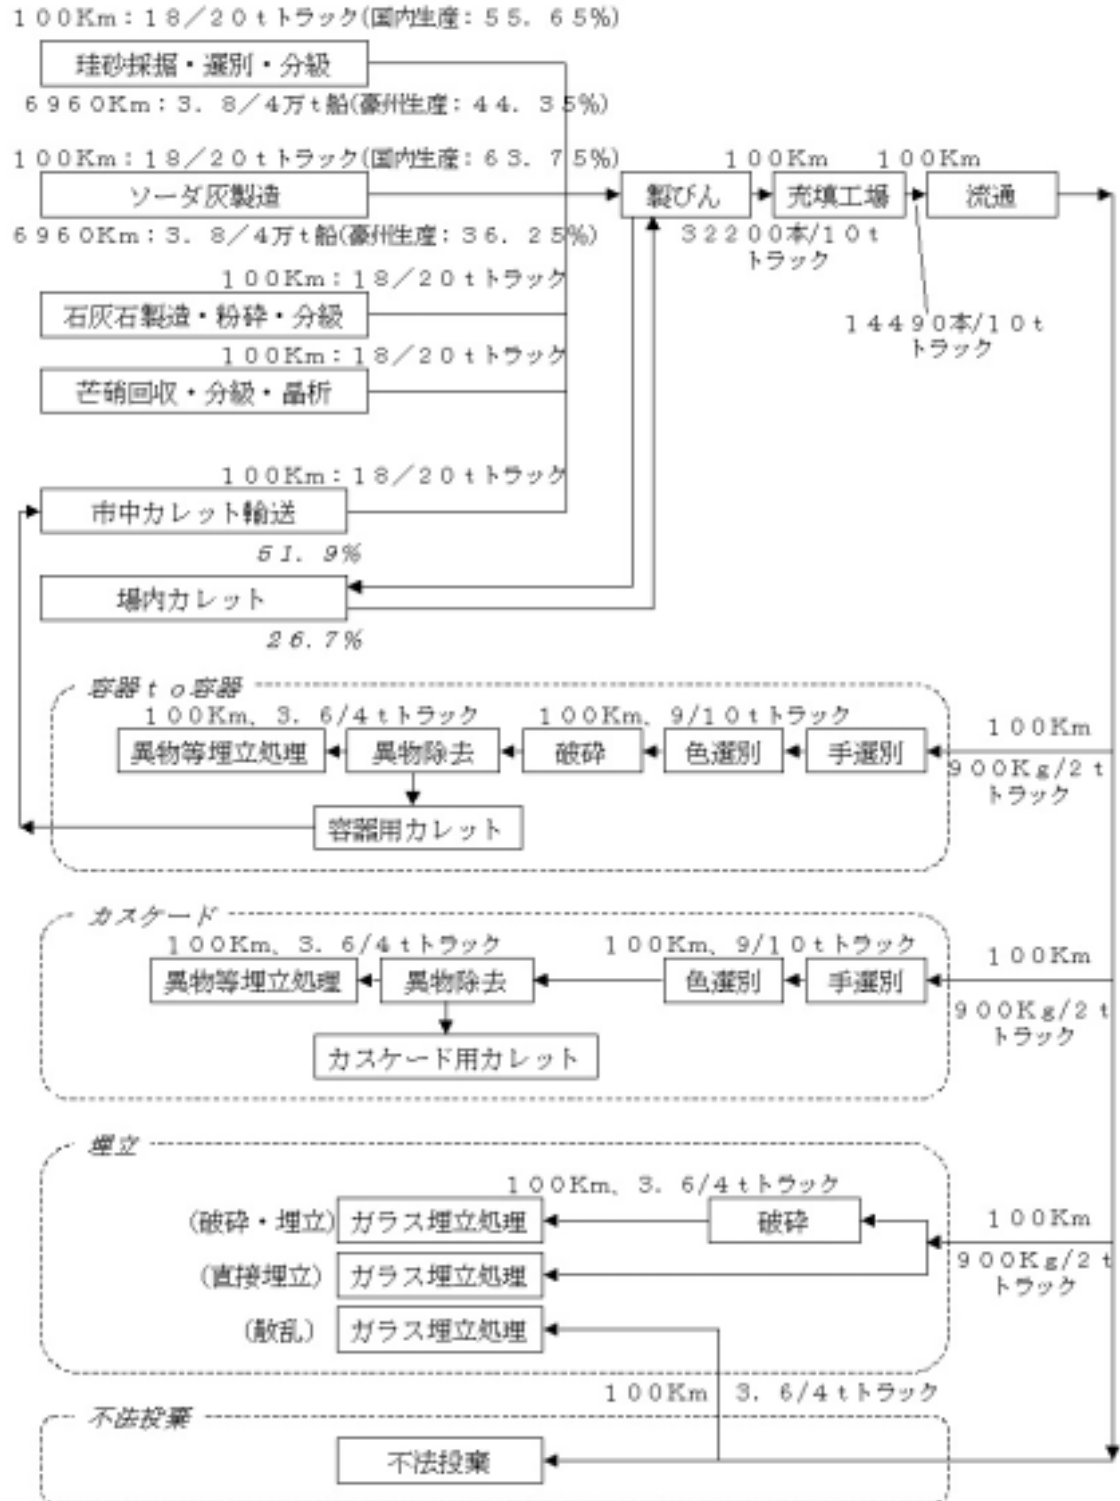 100Km:18/20tトラック(国内生産:55.65%)
珪砂採掘・選別・分級
6960Km:3.8/4万t船(豪州生産:44.35%)
100Km:18/20tトラック(国内生産:63.75%)
100Km
100Km
ソーダ灰製造
製びん
充填工場
流通
6960Km:3.8/4万t船(豪州生産:36.25%)
32200本/10t
トラック
100Km:18/20tトラック
石灰石製造・粉砕・分級
14490本/10t
トラック
100Km:18/20tトラック
芒硝回収・分級・晶析
100Km:18/20tトラック
市中カレット輸送
51.9%
場内カレット
26.7%
容器to容器
100Km、3.6/4tトラック
100Km、9/10tトラック
100Km
異物等埋立処理
異物除去
破砕
色選別
手選別
900Kg/2t
トラック
容器用カレット
カスケード
100Km、3.6/4tトラック
100Km、9/10tトラック
100Km
異物等埋立処理
異物除去
色選別
手選別
900Kg/2t
トラック
カスケード用カレット
埋立
100Km、3.6/4tトラック
(破砕・埋立)
ガラス埋立処理
破砕
100Km
900Kg/2t
トラック
(直接埋立)
ガラス埋立処理
(散乱)
ガラス埋立処理
100Km 3.6/4tトラック
不法投棄
不法投棄